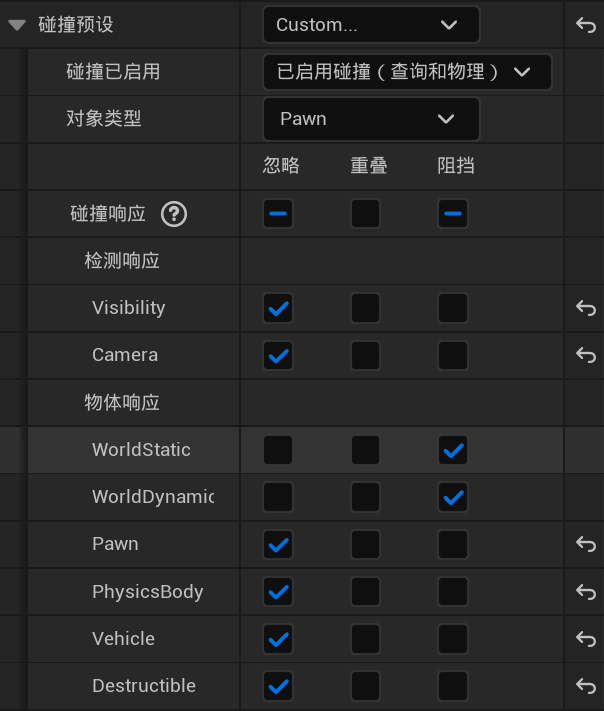 碰撞预设 Custom...
碰撞已启用 已启用碰撞（查询和物理）
对象类型 Pawn
忽略 重叠 阻挡
碰撞响应 ?
检测响应
Visibility
Camera
物体响应
WorldStatic
WorldDynamic
Pawn
PhysicsBody
Vehicle
Destructible